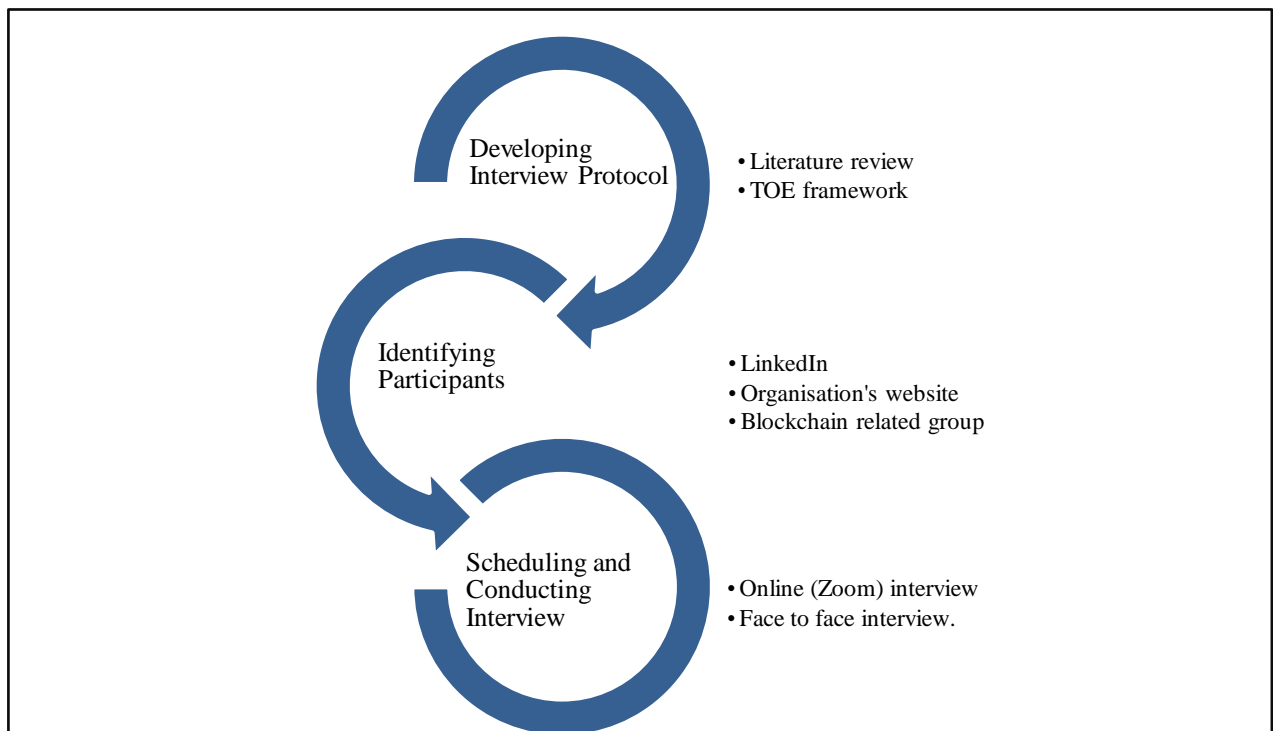 Developing
Interview Protocol
• Literature review
• TOE framework
Identifying
Participants
• LinkedIn
• Organisation's website
• Blockchain related group
Scheduling and
Conducting
Interview
• Online (Zoom) interview
• Face to face interview.